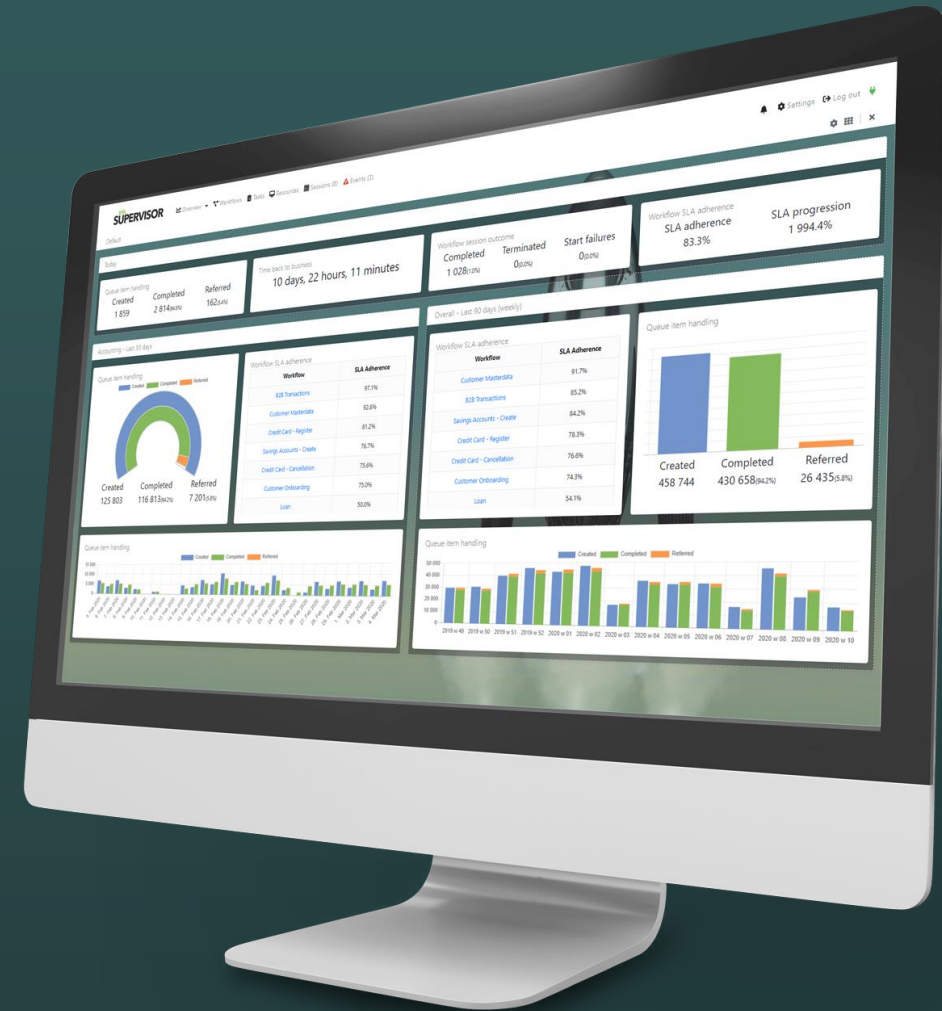 RPA
SUPERVISOR
Overview
Workflows
Tasks
Resources
Sessions (8)
Events (2)
Settings
Log out
Default
Today
Queue item handling
Created
Completed
Referred
1 859
2 814
162
Time back to business
10 days, 22 hours, 11 minutes
Workflow session outcome
Completed
Terminated
Start failures
1 028
0(0.0%)
0(0.0%)
Workflow SLA adherence
SLA adherence
SLA progression
83.3%
1 994.4%
Accounting - Last 30 days
Queue item handling
Created
Completed
Referred
Created
Completed
Referred
125 803
116 813(94.2%)
7 201(5.8%)
Workflow SLA adherence
Workflow
SLA Adherence
B2B Transactions
97.1%
Customer Masterdata
92.6%
Credit Card - Register
81.2%
Savings Accounts - Create
76.7%
Credit Card - Cancellation
75.6%
Customer Onboarding
75.0%
Loan
50.0%
Queue item handling
Created
Completed
Referred
15 000
10 000
5 000
0
Overall - Last 90 days (weekly)
Workflow SLA adherence
Workflow
SLA Adherence
Customer Masterdata
91.7%
B2B Transactions
85.2%
Savings Accounts - Create
84.2%
Credit Card - Register
78.3%
Credit Card - Cancellation
76.6%
Customer Onboarding
74.3%
Loan
54.1%
Queue item handling
Created
Completed
Referred
458 744
430 658(94.2%)
26 435(5.8%)
Queue item handling
Created
Completed
Referred
50 000
40 000
30 000
20 000
10 000
0
2019 w 49
2019 w 50
2019 w 51
2019 w 52
2020 w 01
2020 w 02
2020 w 03
2020 w 04
2020 w 05
2020 w 06
2020 w 07
2020 w 08
2020 w 09
2020 w 10